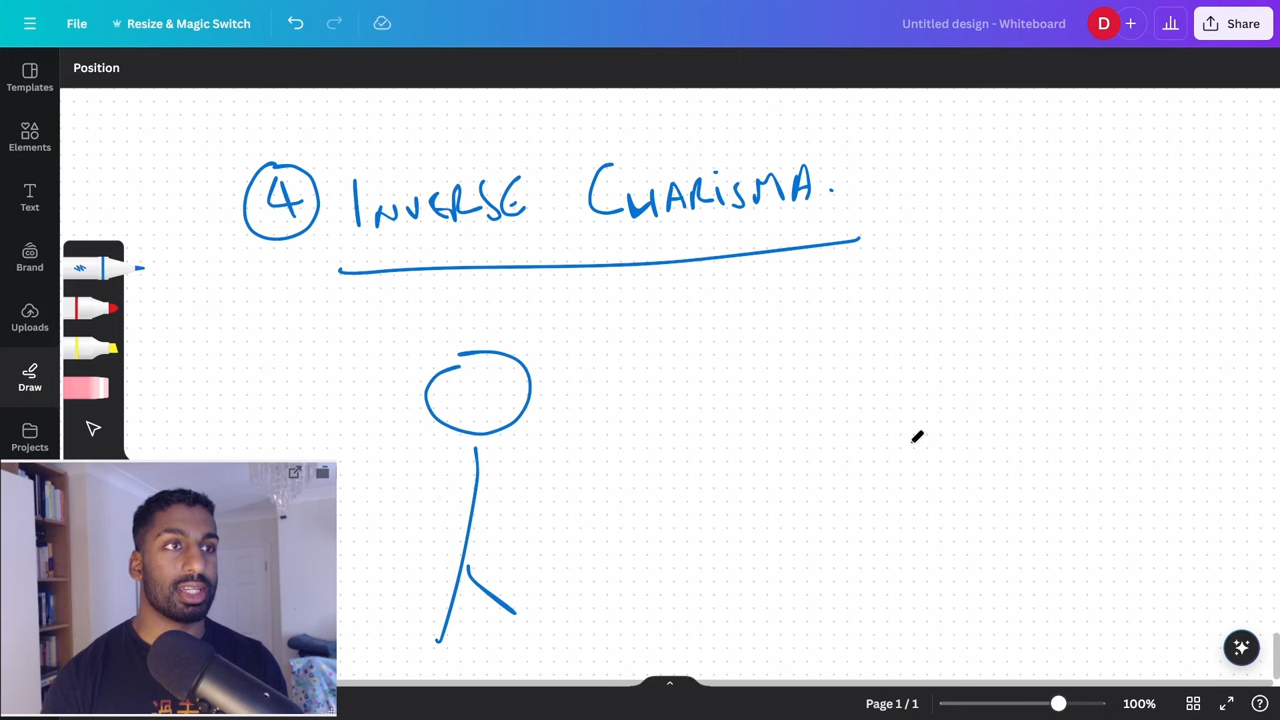 File
Resize & Magic Switch
Untitled design - Whiteboard
D
+
Share
Templates
Elements
Text
Brand
Uploads
Draw
Projects
Position
4 INVERSE CHARISMA.
Page 1 / 1
100%